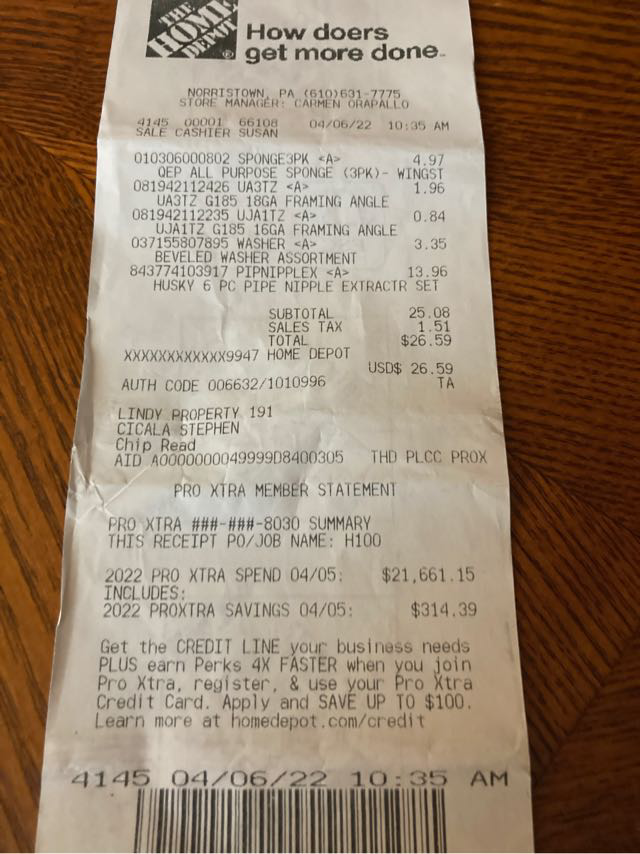 THE
HOME
DEPOT
®
How doers
get more done™
NORRISTOWN, PA (610)631-7775
STORE MANAGER: CARMEN ORAPALLO
4145 00001 66108 04/06/22 10:35 AM
SALE CASHIER SUSAN
010306000802 SPONGE3PK <A> 4.97
QEP ALL PURPOSE SPONGE (3PK)- WINGST
081942112426 UA3TZ <A> 1.96
UA3TZ G185 18GA FRAMING ANGLE
081942112235 UJA1TZ <A> 0.84
UJA1TZ G185 16GA FRAMING ANGLE
037155807895 WASHER <A> 3.35
BEVELED WASHER ASSORTMENT
843774103917 PIPNIPPLEX <A> 13.96
HUSKY 6 PC PIPE NIPPLE EXTRACTR SET
SUBTOTAL 25.08
SALES TAX 1.51
TOTAL $26.59
XXXXXXXXXXXX9947 HOME DEPOT
USD$ 26.59
AUTH CODE 006632/1010996 TA
LINDY PROPERTY 191
CICALA STEPHEN
Chip Read
AID A0000000049999D8400305 THD PLCC PROX
PRO XTRA MEMBER STATEMENT
PRO XTRA ###-###-8030 SUMMARY
THIS RECEIPT PO/JOB NAME: H100
2022 PRO XTRA SPEND 04/05: $21,661.15
INCLUDES:
2022 PROXTRA SAVINGS 04/05: $314.39
Get the CREDIT LINE your business needs
PLUS earn Perks 4X FASTER when you join
Pro Xtra, register, & use your Pro Xtra
Credit Card. Apply and SAVE UP TO $100.
Learn more at homedepot.com/credit
4145 04/06/22 10:35 AM